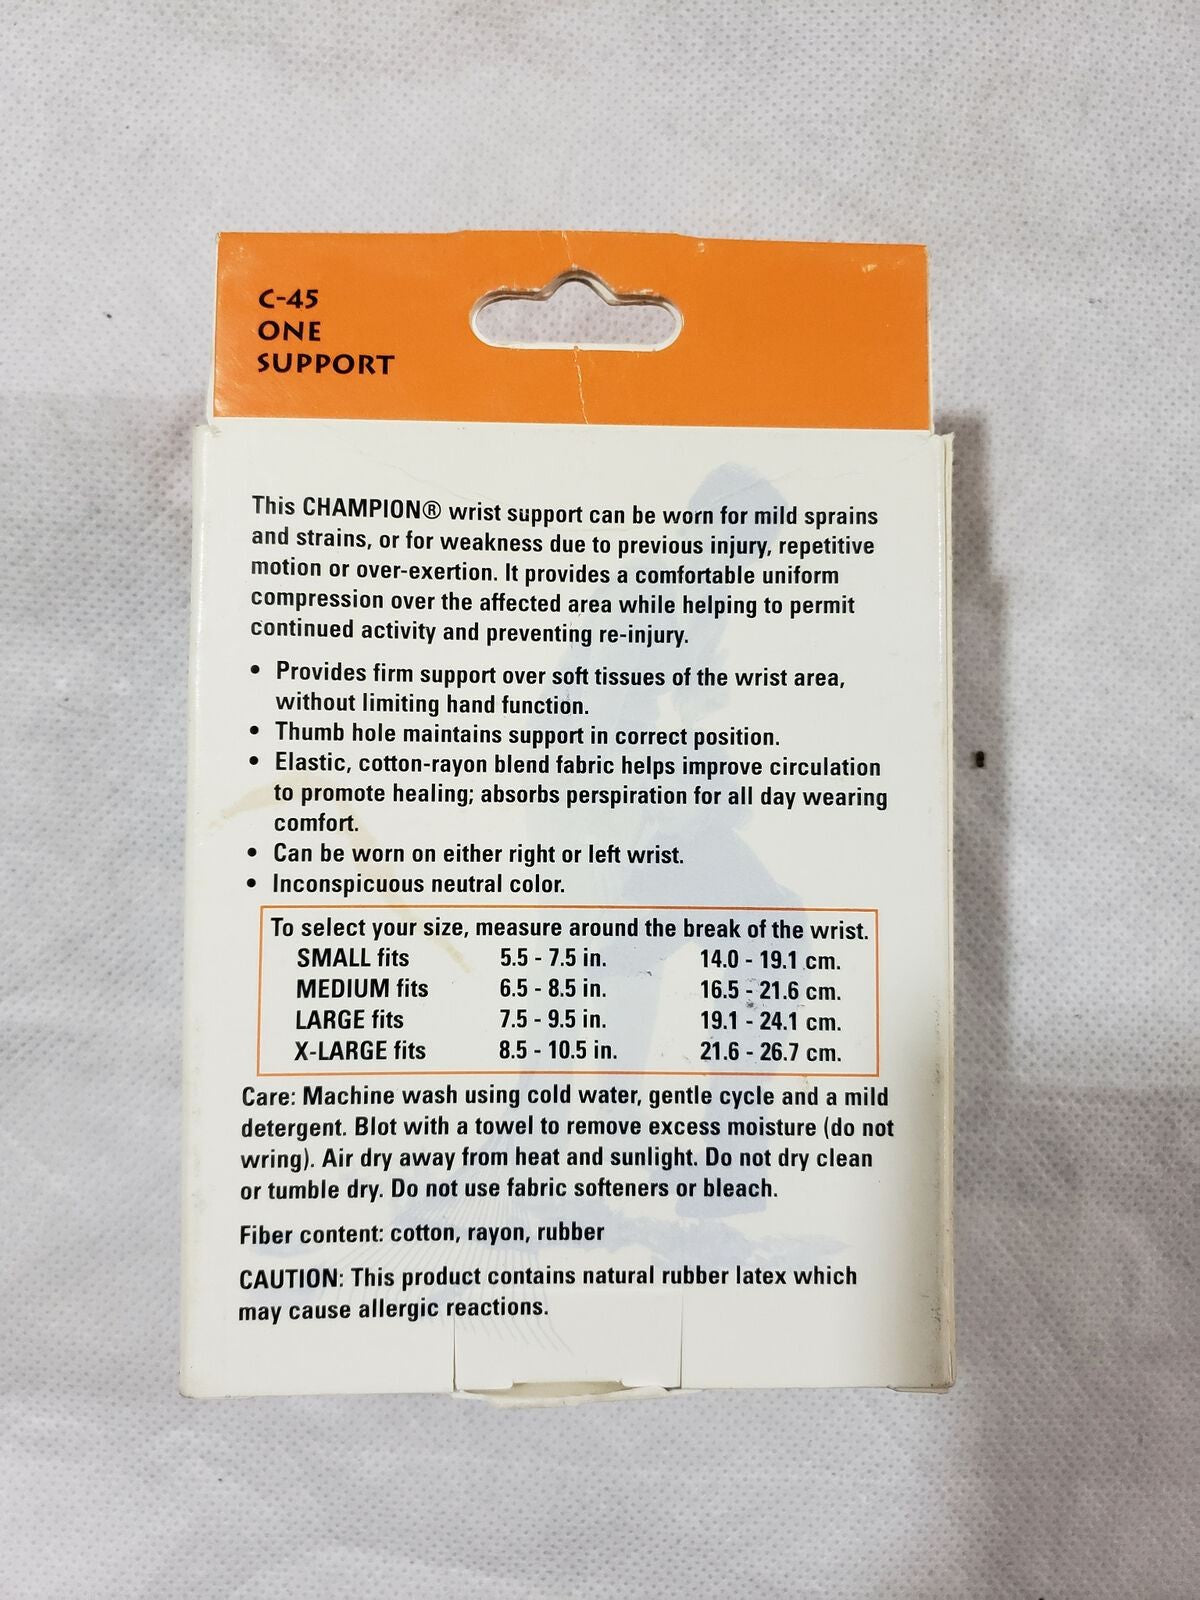 C-45
ONE
SUPPORT
This CHAMPION® wrist support can be worn for mild sprains
and strains, or for weakness due to previous injury, repetitive
motion or over-exertion. It provides a comfortable uniform
compression over the affected area while helping to permit
continued activity and preventing re-injury.
• Provides firm support over soft tissues of the wrist area,
without limiting hand function.
• Thumb hole maintains support in correct position.
• Elastic, cotton-rayon blend fabric helps improve circulation
to promote healing; absorbs perspiration for all day wearing
comfort.
• Can be worn on either right or left wrist.
• Inconspicuous neutral color.
To select your size, measure around the break of the wrist.
SMALL fits 5.5 - 7.5 in. 14.0 - 19.1 cm.
MEDIUM fits 6.5 - 8.5 in. 16.5 - 21.6 cm.
LARGE fits 7.5 - 9.5 in. 19.1 - 24.1 cm.
X-LARGE fits 8.5 - 10.5 in. 21.6 - 26.7 cm.
Care: Machine wash using cold water, gentle cycle and a mild
detergent. Blot with a towel to remove excess moisture (do not
wring). Air dry away from heat and sunlight. Do not dry clean
or tumble dry. Do not use fabric softeners or bleach.
Fiber content: cotton, rayon, rubber
CAUTION: This product contains natural rubber latex which
may cause allergic reactions.